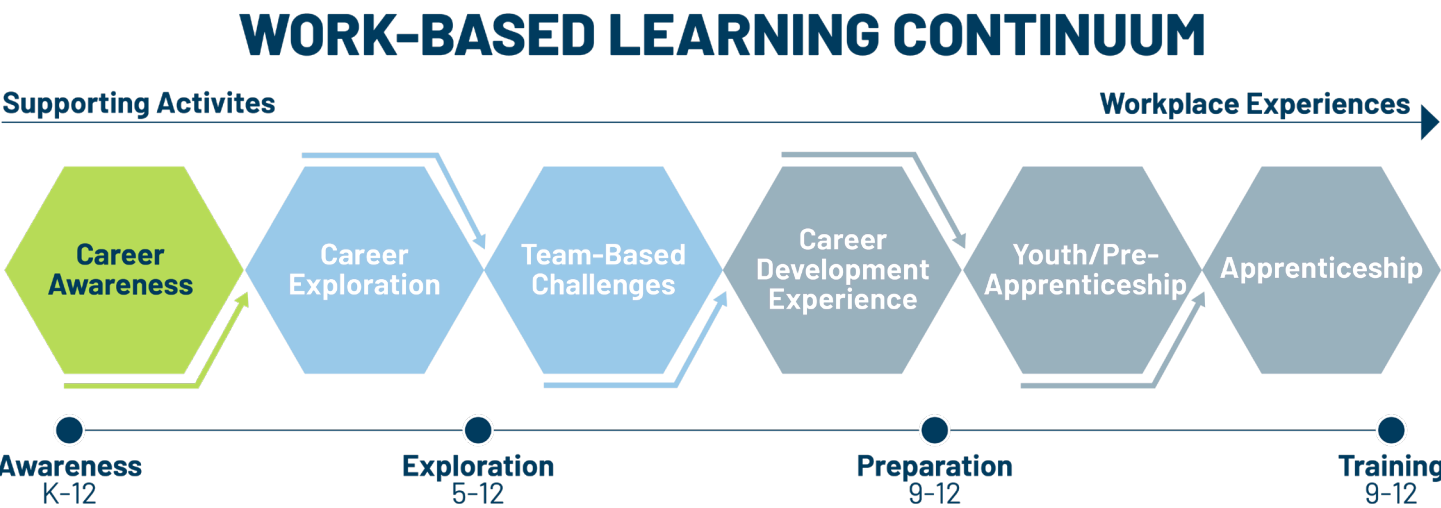 WORK-BASED LEARNING CONTINUUM
Supporting Activites
Workplace Experiences
Career
Awareness
Career
Exploration
Team-Based
Challenges
Career
Development
Experience
Youth/Pre-
Apprenticeship
Apprenticeship
Awareness
K-12
Exploration
5-12
Preparation
9-12
Training
9-12